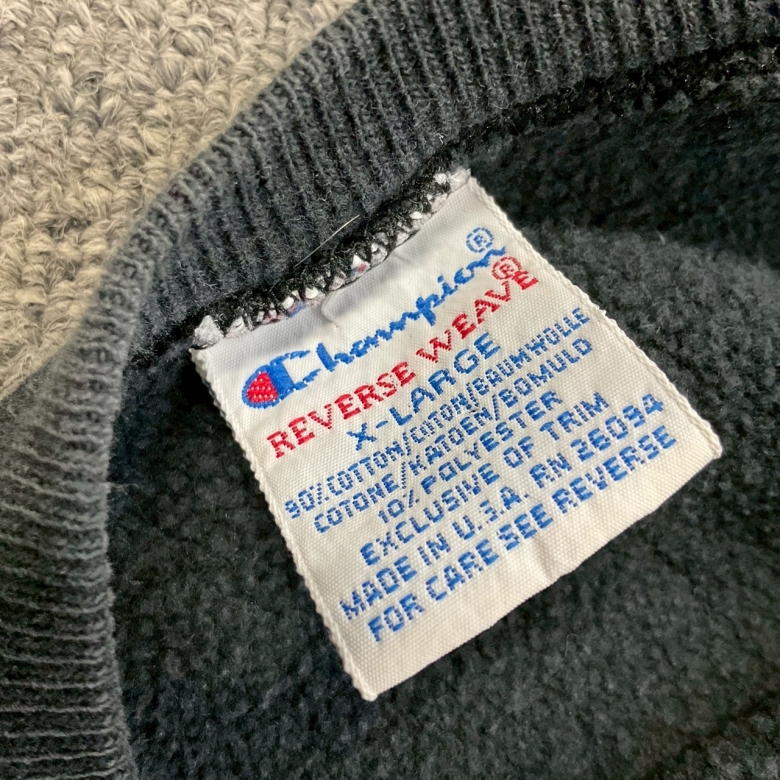 Champion®
REVERSE WEAVE®
X-LARGE
90% COTTON/COTON/BAUMWOLLE
COTONE/KATOEN/BOMULD
10% POLYESTER
EXCLUSIVE OF TRIM
MADE IN U.S.A. RN 26094
FOR CARE SEE REVERSE